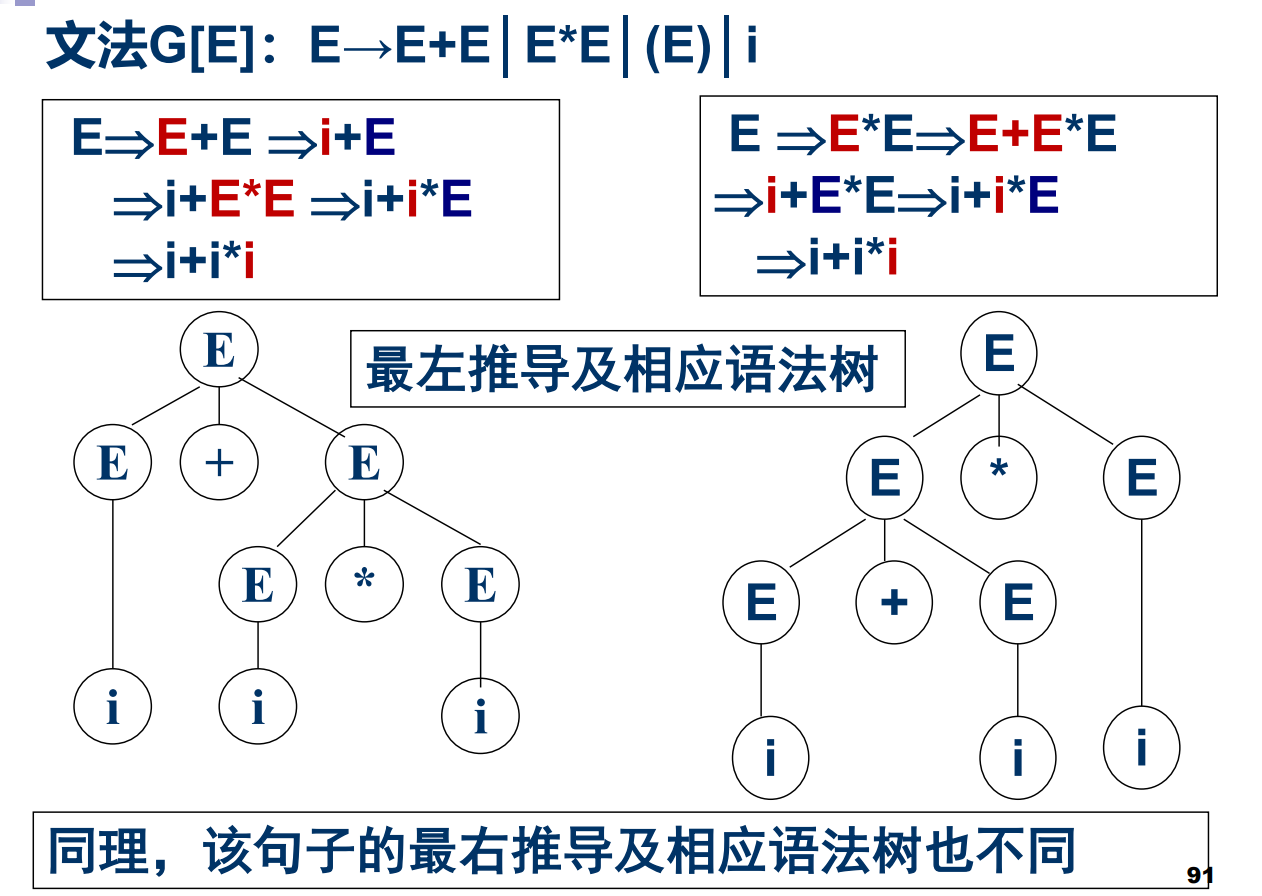 文法G[E]：E→E+E│E*E│(E)│i
E⇒E+E ⇒i+E
⇒i+E*E ⇒i+i*E
⇒i+i*i
E ⇒E*E⇒E+E*E
⇒i+E*E⇒i+i*E
⇒i+i*i
最左推导及相应语法树
E
E + E
E * E
i i i
E
E * E
E + E
i i i
同理，该句子的最右推导及相应语法树也不同
91